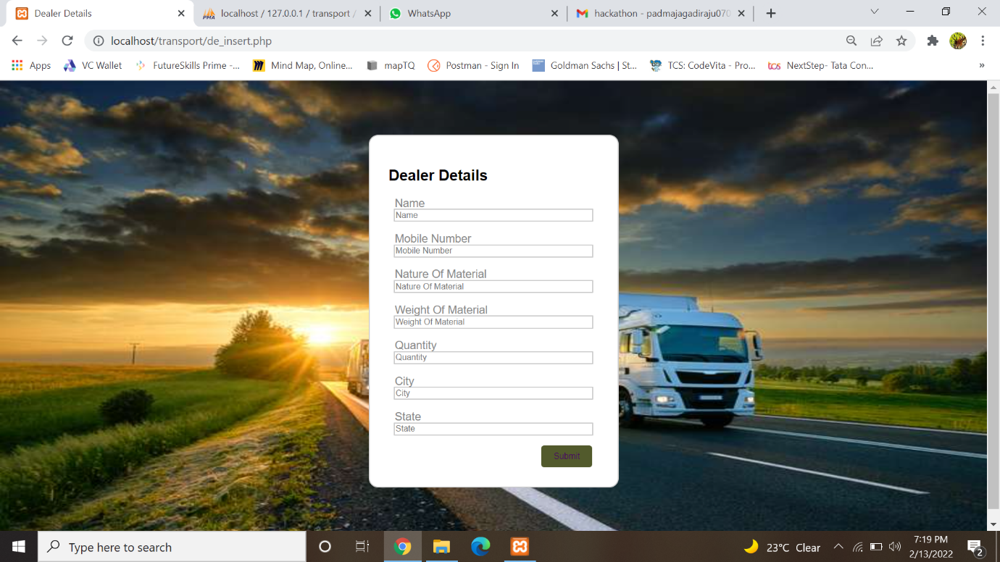 Dealer Details
localhost / 127.0.0.1 / transport /
WhatsApp
hackathon - padmajagadiraju070
localhost/transport/de_insert.php
Apps
VC Wallet
FutureSkills Prime -...
Mind Map, Online...
mapTQ
Postman - Sign In
Goldman Sachs | St...
TCS: CodeVita - Pro...
tcs
NextStep- Tata Con...
»
Dealer Details
Name
Name
Mobile Number
Mobile Number
Nature Of Material
Nature Of Material
Weight Of Material
Weight Of Material
Quantity
Quantity
City
City
State
State
Submit
Type here to search
23°C Clear
7:19 PM
2/13/2022
2